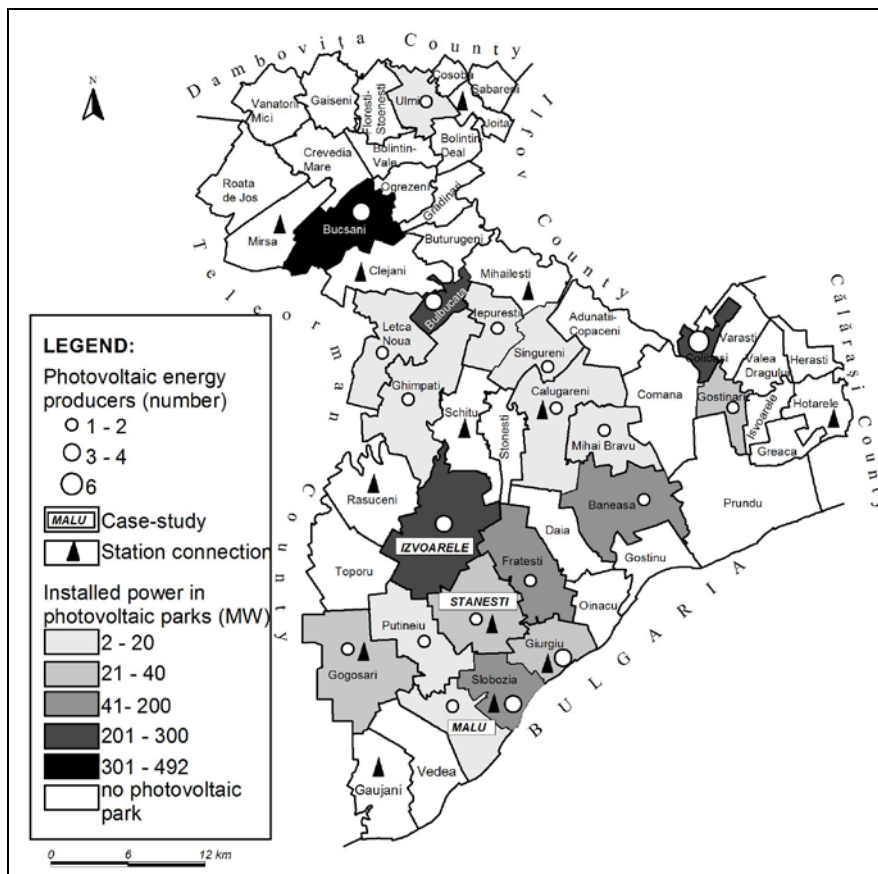 Dambovita County
Cosoba
Sabareni
Ulmi
Gaiseni
Vanatorii
Mici
Floresti-
Stoenesti
Joita
Ilfov
Bolintin
Deal
Bolintin-
Vale
Crevedia
Mare
Ogrezeni
Roata
de Jos
Gradinari
N
Bucsani
Mirsa
Buturugeni
County
Clejani
Mihailesti
Teleorman
Bulbucata
Iepuresti
Adunatii-
Copaceni
Letca
Noua
Singureni
Varasti
Călărași County
Valea
Dragului
Herasti
Ghimpati
Calugareni
Comana
Gostinari
Isvoarele
Hotarele
Schitu
Stonesti
Mihai Bravu
Greaca
Rasuceni
Baneasa
Prundu
County
IZVOARELE
Daia
Toporu
Fratesti
Gostinu
STANESTI
Oinacu
Putineiu
Giurgiu
Gogosari
Slobozia
BULGARIA
MALU
Vedea
Gaujani
LEGEND:
Photovoltaic energy
producers (number)
1 - 2
3 - 4
6
MALU Case-study
Station connection
Installed power in
photovoltaic parks (MW)
2 - 20
21 - 40
41- 200
201 - 300
301 - 492
no photovoltaic
park
0 6 12 km